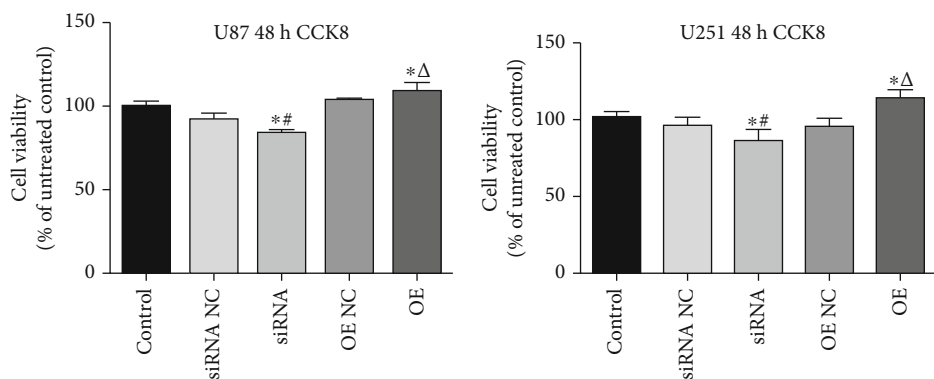 U87 48 h CCK8
Cell viability
(% of untreated control)
150
100
50
0
*#
*Δ
Control
siRNA NC
siRNA
OE NC
OE
U251 48 h CCK8
Cell viability
(% of unreated control)
150
100
50
0
*#
*Δ
Control
siRNA NC
siRNA
OE NC
OE